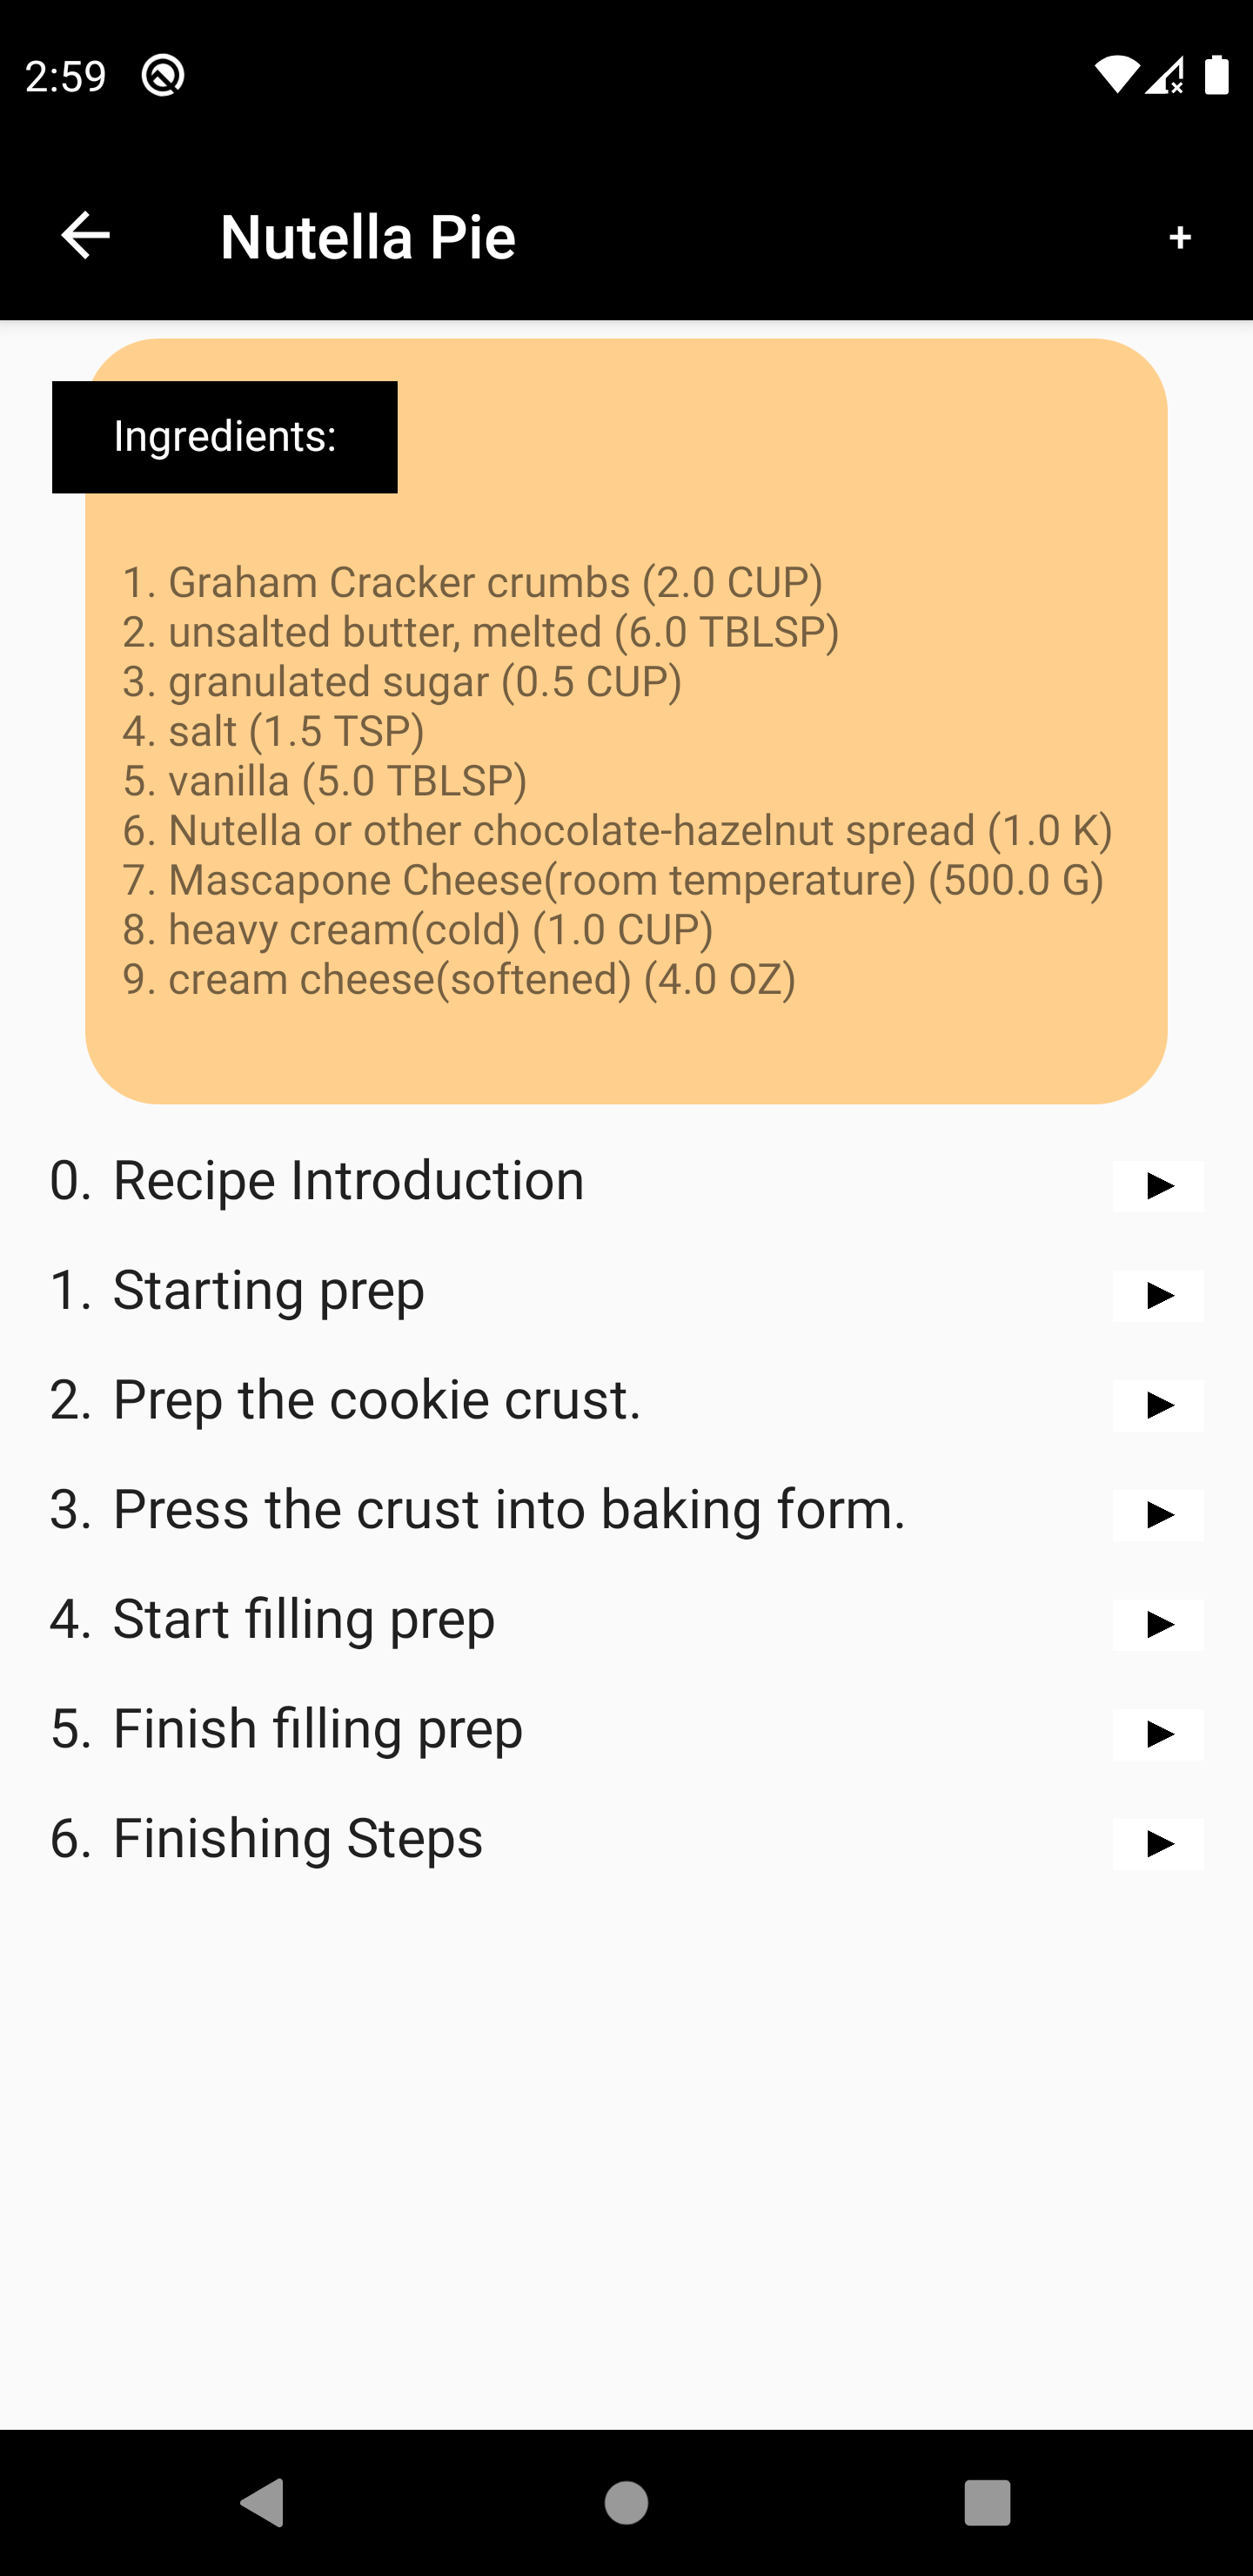 2:59
Nutella Pie
+
Ingredients:
1. Graham Cracker crumbs (2.0 CUP)
2. unsalted butter, melted (6.0 TBLSP)
3. granulated sugar (0.5 CUP)
4. salt (1.5 TSP)
5. vanilla (5.0 TBLSP)
6. Nutella or other chocolate-hazelnut spread (1.0 K)
7. Mascapone Cheese(room temperature) (500.0 G)
8. heavy cream(cold) (1.0 CUP)
9. cream cheese(softened) (4.0 OZ)
0. Recipe Introduction
1. Starting prep
2. Prep the cookie crust.
3. Press the crust into baking form.
4. Start filling prep
5. Finish filling prep
6. Finishing Steps